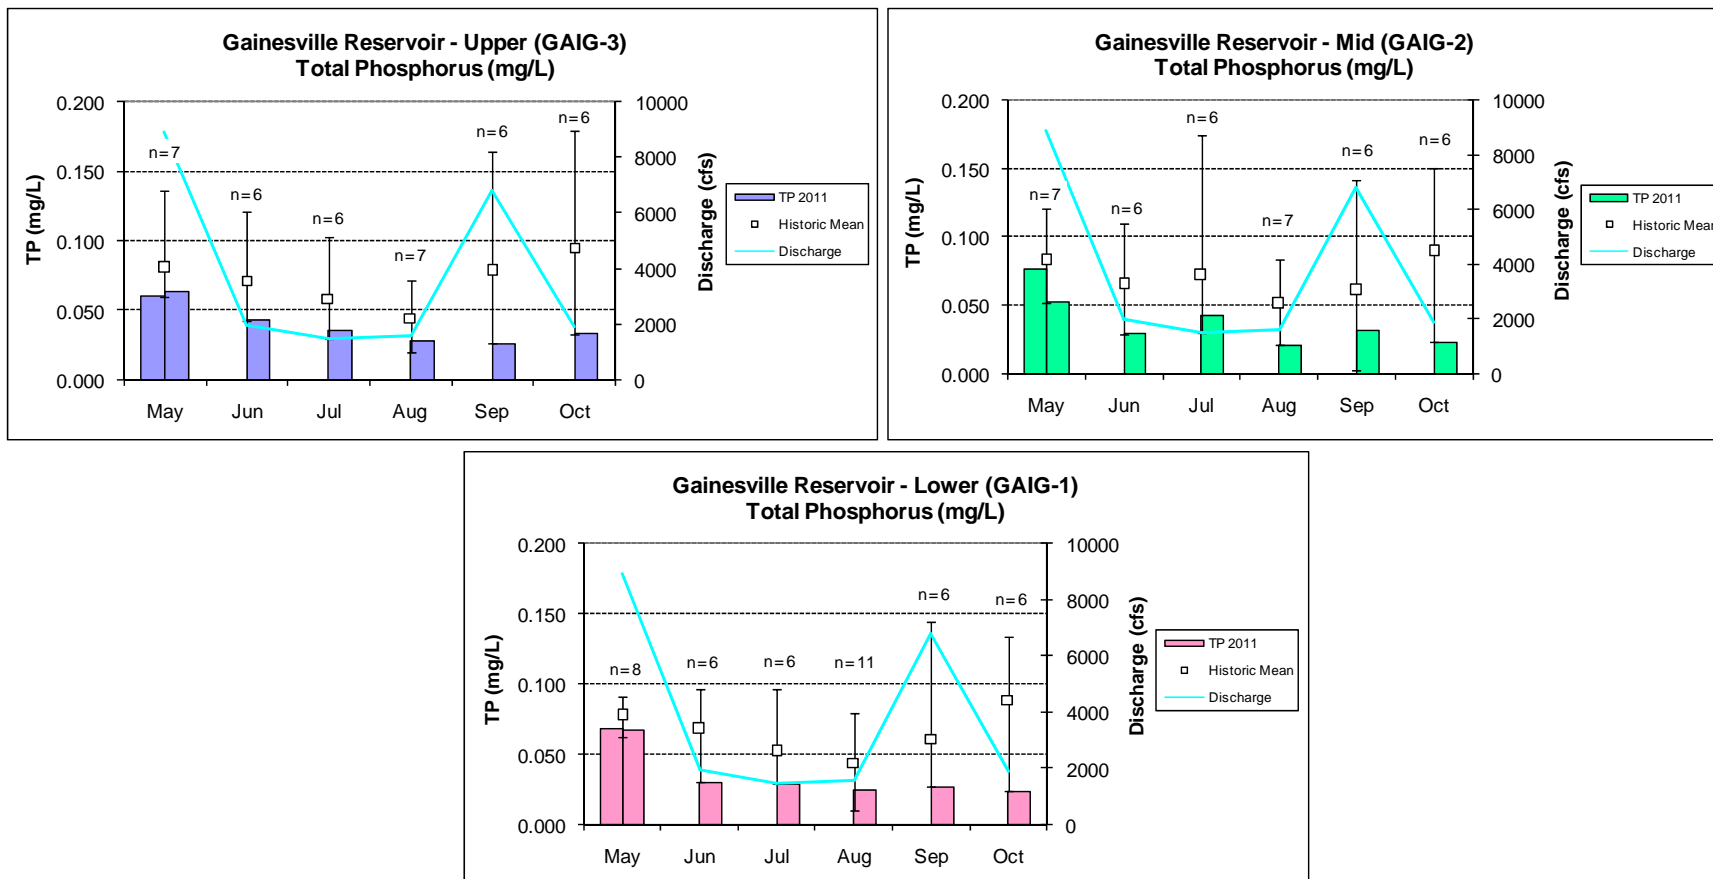 Gainesville Reservoir - Upper (GAIG-3)
Total Phosphorus (mg/L)
0.200
0.150
0.100
0.050
0.000
TP (mg/L)
n=7
n=6
n=6
n=7
n=6
n=6
10000
8000
6000
4000
2000
0
Discharge (cfs)
May Jun Jul Aug Sep Oct
TP 2011
Historic Mean
Discharge
Gainesville Reservoir - Mid (GAIG-2)
Total Phosphorus (mg/L)
0.200
0.150
0.100
0.050
0.000
TP (mg/L)
n=7
n=6
n=6
n=7
n=6
n=6
10000
8000
6000
4000
2000
0
Discharge (cfs)
May Jun Jul Aug Sep Oct
TP 2011
Historic Mean
Discharge
Gainesville Reservoir - Lower (GAIG-1)
Total Phosphorus (mg/L)
0.200
0.150
0.100
0.050
0.000
TP (mg/L)
n=8
n=6
n=6
n=11
n=6
n=6
10000
8000
6000
4000
2000
0
Discharge (cfs)
May Jun Jul Aug Sep Oct
TP 2011
Historic Mean
Discharge